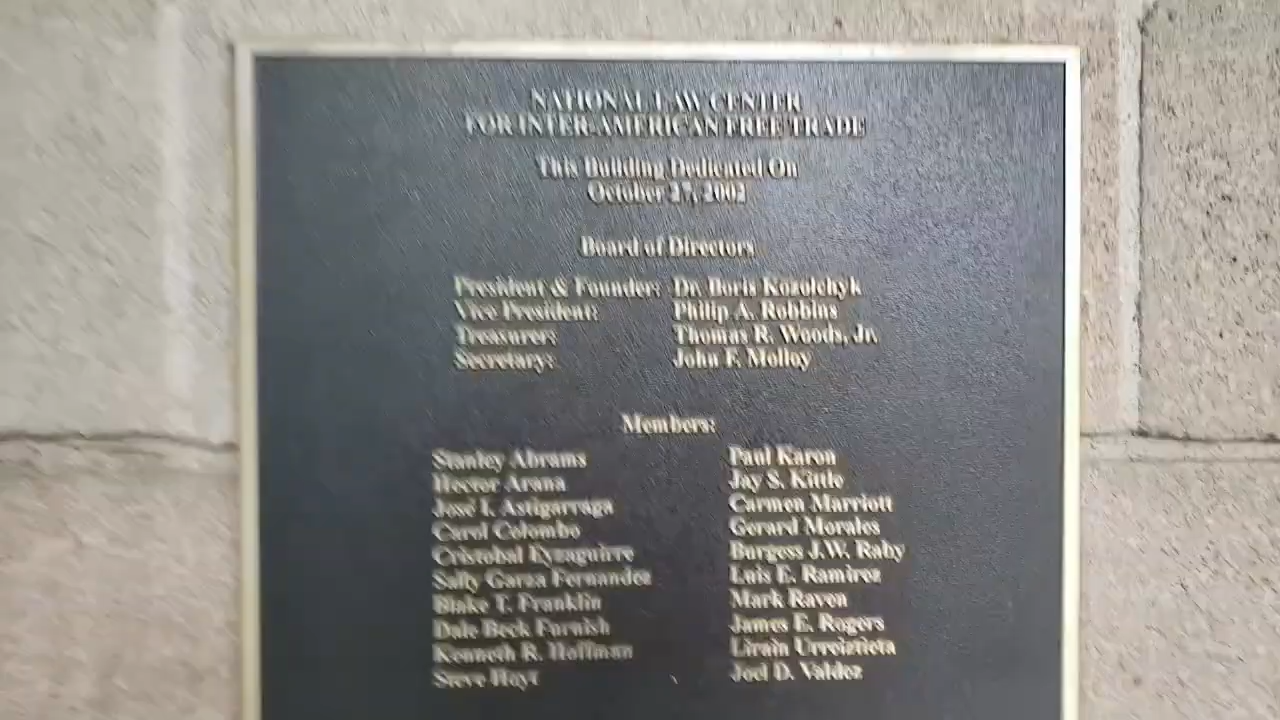 NATIONAL LAW CENTER
FOR INTER-AMERICAN FREE TRADE
This Building Dedicated On
October 27, 2002
Board of Directors
President & Founder: Dr. Boris Kozolchyk
Vice President: Philip A. Robbins
Treasurer: Thomas R. Woods, Jr.
Secretary: John F. Molloy
Members:
Stanley Abrams Paul Karon
Hector Arana Jay S. Kittle
José I. Astigarraga Carmen Marriott
Carol Colombo Gerard Morales
Cristobal Eyzaguirre Burgess J.W. Raby
Sally Garza Fernandez Luis E. Ramirez
Blake T. Franklin Mark Raven
Dale Beck Furnish James E. Rogers
Kenneth R. Hoffman Lirain Urreiztieta
Steve Hoyt Joel D. Valdez